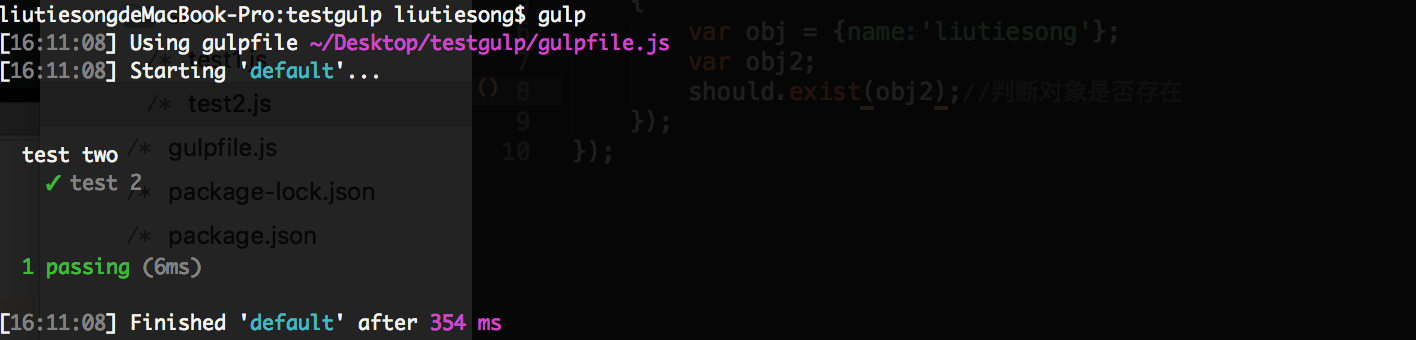 liutiesongdeMacBook-Pro:testgulp liutiesong$ gulp
[16:11:08] Using gulpfile ~/Desktop/testgulp/gulpfile.js
[16:11:08] Starting 'default'...
test two
✓ test 2
1 passing (6ms)
[16:11:08] Finished 'default' after 354 ms
/* test1.js
/* test2.js
/* gulpfile.js
/* package-lock.json
/* package.json
{
6 var obj = {name:'liutiesong'};
7 var obj2;
() 8 should.exist(obj2);//判断对象是否存在
9 });
10 });